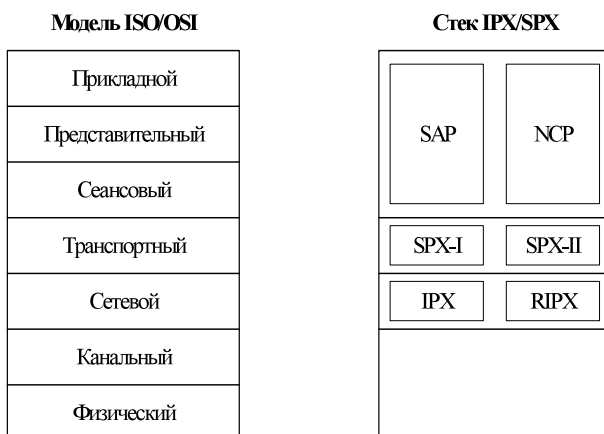 Модель ISO/OSI
Стек IPX/SPX
Прикладной
Представительный
SAP
NCP
Сеансовый
Транспортный
SPX-I
SPX-II
Сетевой
IPX
RIPX
Канальный
Физический